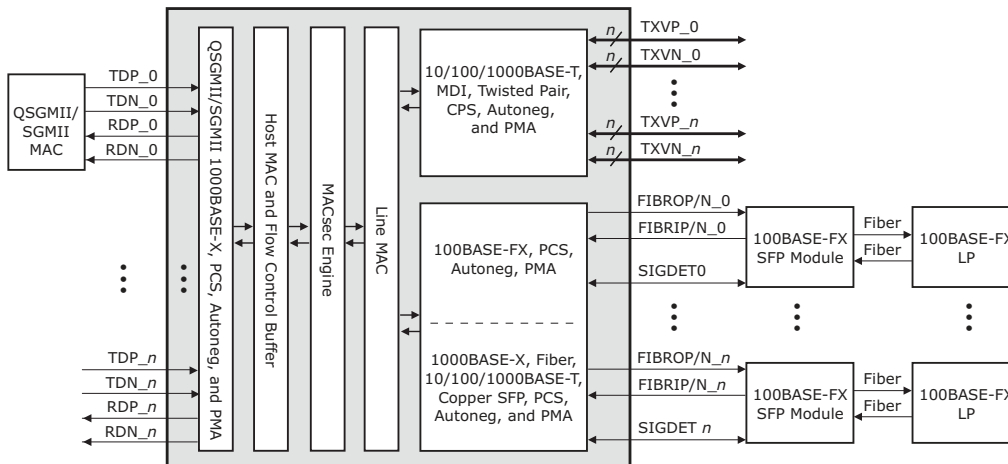 QSGMII/
SGMII
MAC
TDP_0
TDN_0
RDP_0
RDN_0
TDP_n
TDN_n
RDP_n
RDN_n
QSGMII/SGMII 1000BASE-X, PCS, Autoneg, and PMA
Host MAC and Flow Control Buffer
MACsec Engine
Line MAC
10/100/1000BASE-T,
MDI, Twisted Pair,
CPS, Autoneg,
and PMA
n TXVP_0
n TXVN_0
n TXVP_n
n TXVN_n
100BASE-FX, PCS,
Autoneg, PMA
1000BASE-X, Fiber,
10/100/1000BASE-T,
Copper SFP, PCS,
Autoneg, and PMA
FIBROP/N_0
FIBRIP/N_0
SIGDET0
100BASE-FX
SFP Module
Fiber
Fiber
100BASE-FX
LP
FIBROP/N_n
FIBRIP/N_n
SIGDET n
100BASE-FX
SFP Module
Fiber
Fiber
100BASE-FX
LP